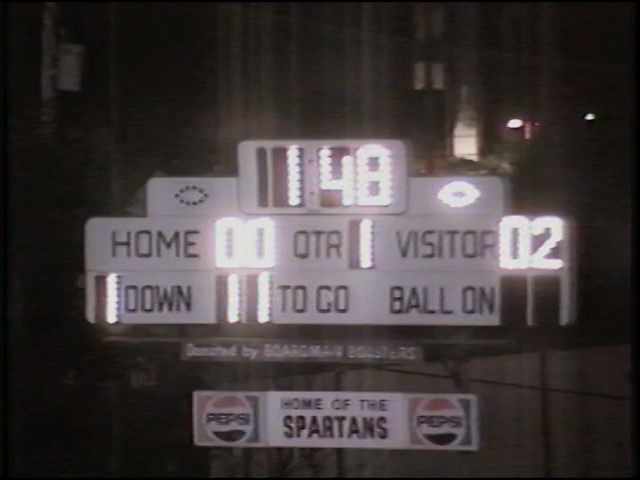 1:48
HOME 00 QTR 1 VISITOR 02
1 DOWN 11 TO GO BALL ON
Donated by BOARDMAN BOOSTERS
PEPSI HOME OF THE PEPSI
SPARTANS